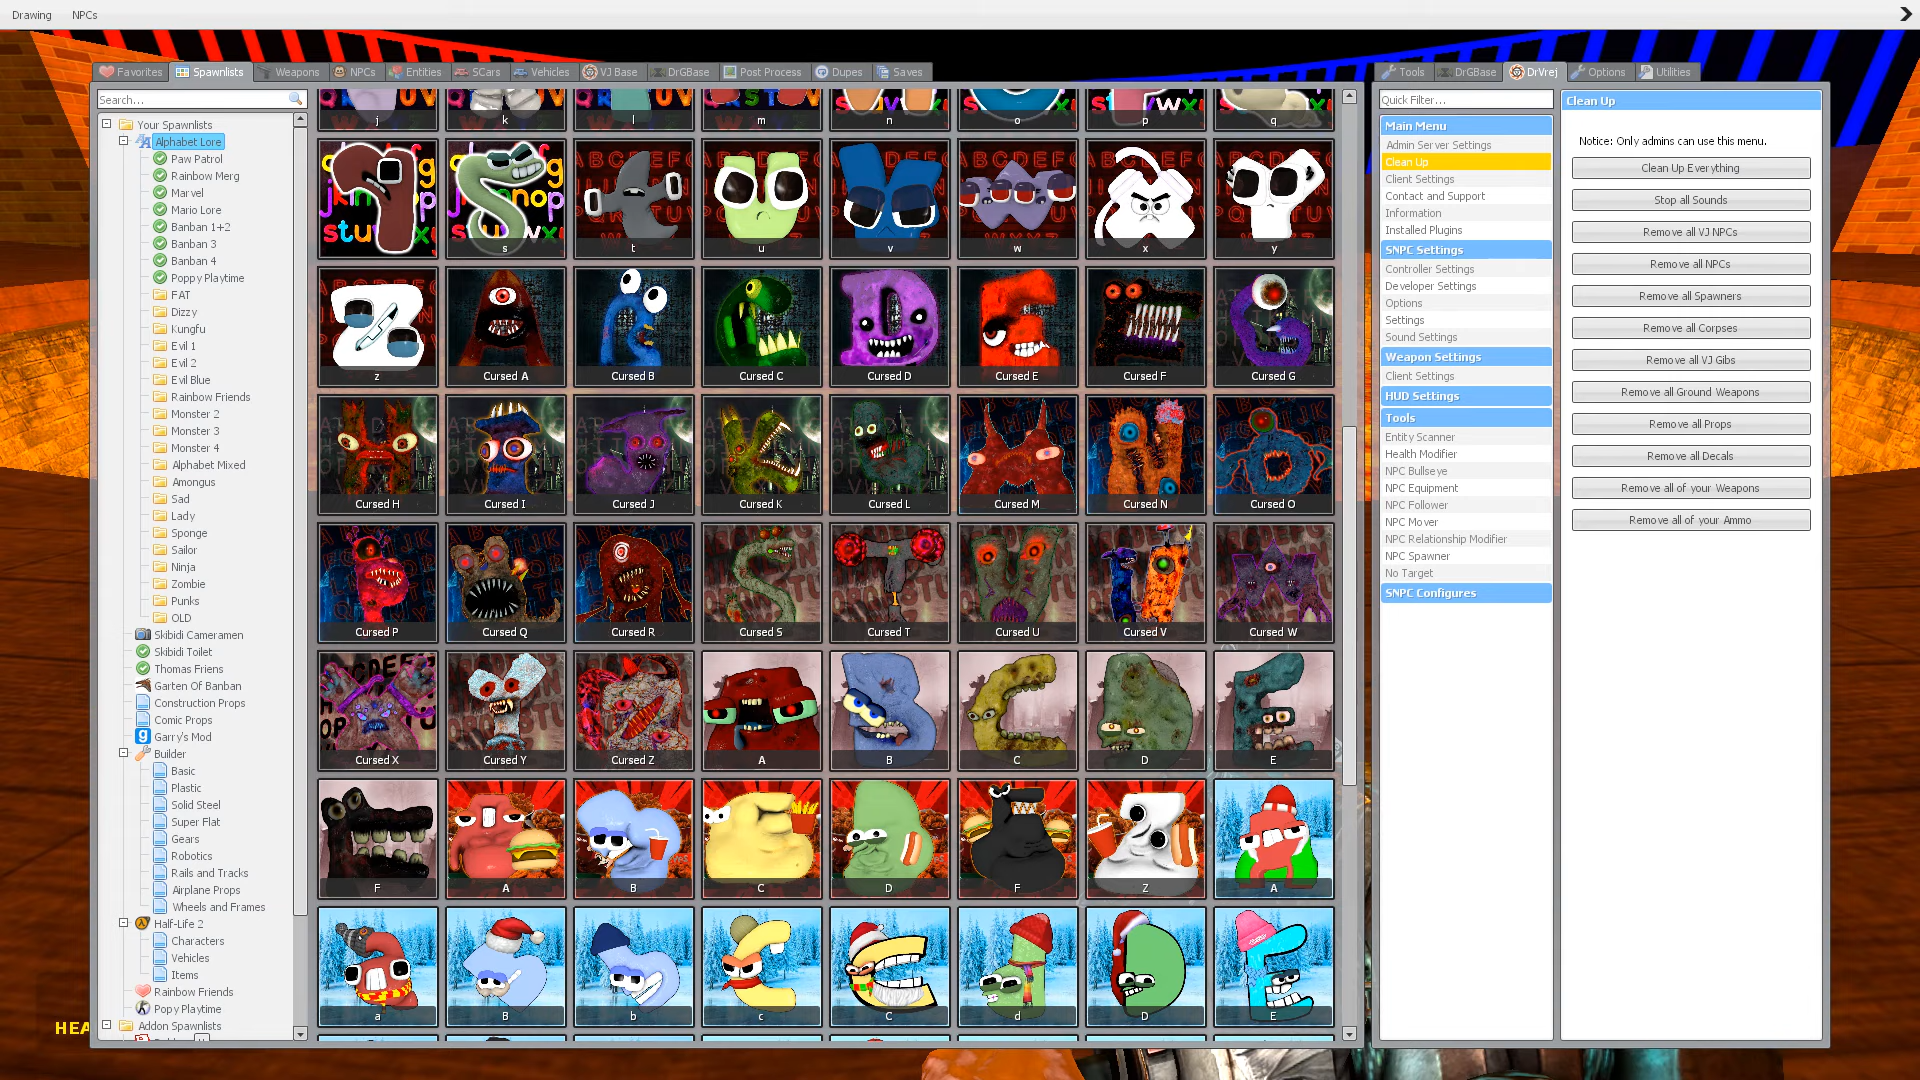 Drawing NPCs
Favorites Spawnlists Weapons NPCs Entities SCars Vehicles VJ Base DrGBase Post Process Dupes Saves
Tools DrGBase DrVrej Options Utilities
Search...
Your Spawnlists
Alphabet Lore
Paw Patrol
Rainbow Merg
Marvel
Mario Lore
Banban 1+2
Banban 3
Banban 4
Poppy Playtime
FAT
Dizzy
Kungfu
Evil 1
Evil 2
Evil Blue
Rainbow Friends
Monster 2
Monster 3
Monster 4
Alphabet Mixed
Amongus
Sad
Lady
Sponge
Sailor
Ninja
Zombie
Punks
OLD
Skibidi Cameramen
Skibidi Toilet
Thomas Friens
Garten Of Banban
Construction Props
Comic Props
Garry's Mod
Builder
Basic
Plastic
Solid Steel
Super Flat
Gears
Robotics
Rails and Tracks
Airplane Props
Wheels and Frames
Half-Life 2
Characters
Vehicles
Items
Rainbow Friends
Popy Playtime
Addon Spawnlists
HEA
j k l m n o p q
s t u v w x y
z Cursed A Cursed B Cursed C Cursed D Cursed E Cursed F Cursed G
Cursed H Cursed I Cursed J Cursed K Cursed L Cursed M Cursed N Cursed O
Cursed P Cursed Q Cursed R Cursed S Cursed T Cursed U Cursed V Cursed W
Cursed X Cursed Y Cursed Z A B C D E
F A B C D F Z A
a B b c C d D E
Quick Filter...
Main Menu
Admin Server Settings
Clean Up
Client Settings
Contact and Support
Information
Installed Plugins
SNPC Settings
Controller Settings
Developer Settings
Options
Settings
Sound Settings
Weapon Settings
Client Settings
HUD Settings
Tools
Entity Scanner
Health Modifier
NPC Bullseye
NPC Equipment
NPC Follower
NPC Mover
NPC Relationship Modifier
NPC Spawner
No Target
SNPC Configures
Clean Up
Notice: Only admins can use this menu.
Clean Up Everything
Stop all Sounds
Remove all VJ NPCs
Remove all NPCs
Remove all Spawners
Remove all Corpses
Remove all VJ Gibs
Remove all Ground Weapons
Remove all Props
Remove all Decals
Remove all of your Weapons
Remove all of your Ammo